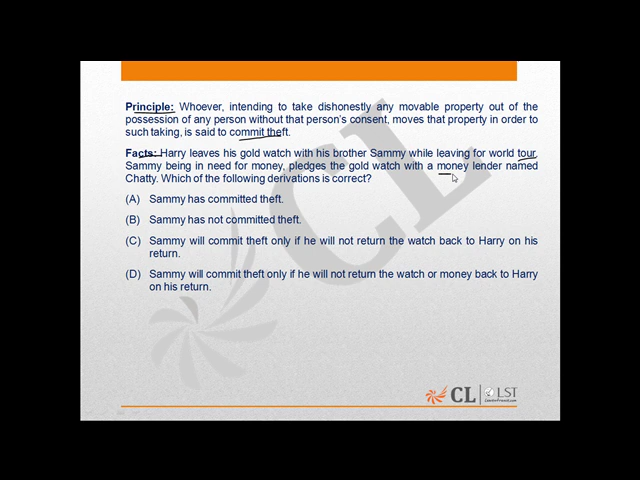 Principle: Whoever, intending to take dishonestly any movable property out of the
possession of any person without that person's consent, moves that property in order to
such taking, is said to commit theft.
Facts: Harry leaves his gold watch with his brother Sammy while leaving for world tour.
Sammy being in need for money, pledges the gold watch with a money lender named
Chatty. Which of the following derivations is correct?
(A) Sammy has committed theft.
(B) Sammy has not committed theft.
(C) Sammy will commit theft only if he will not return the watch back to Harry on his
return.
(D) Sammy will commit theft only if he will not return the watch or money back to Harry
on his return.
CL
CL LST